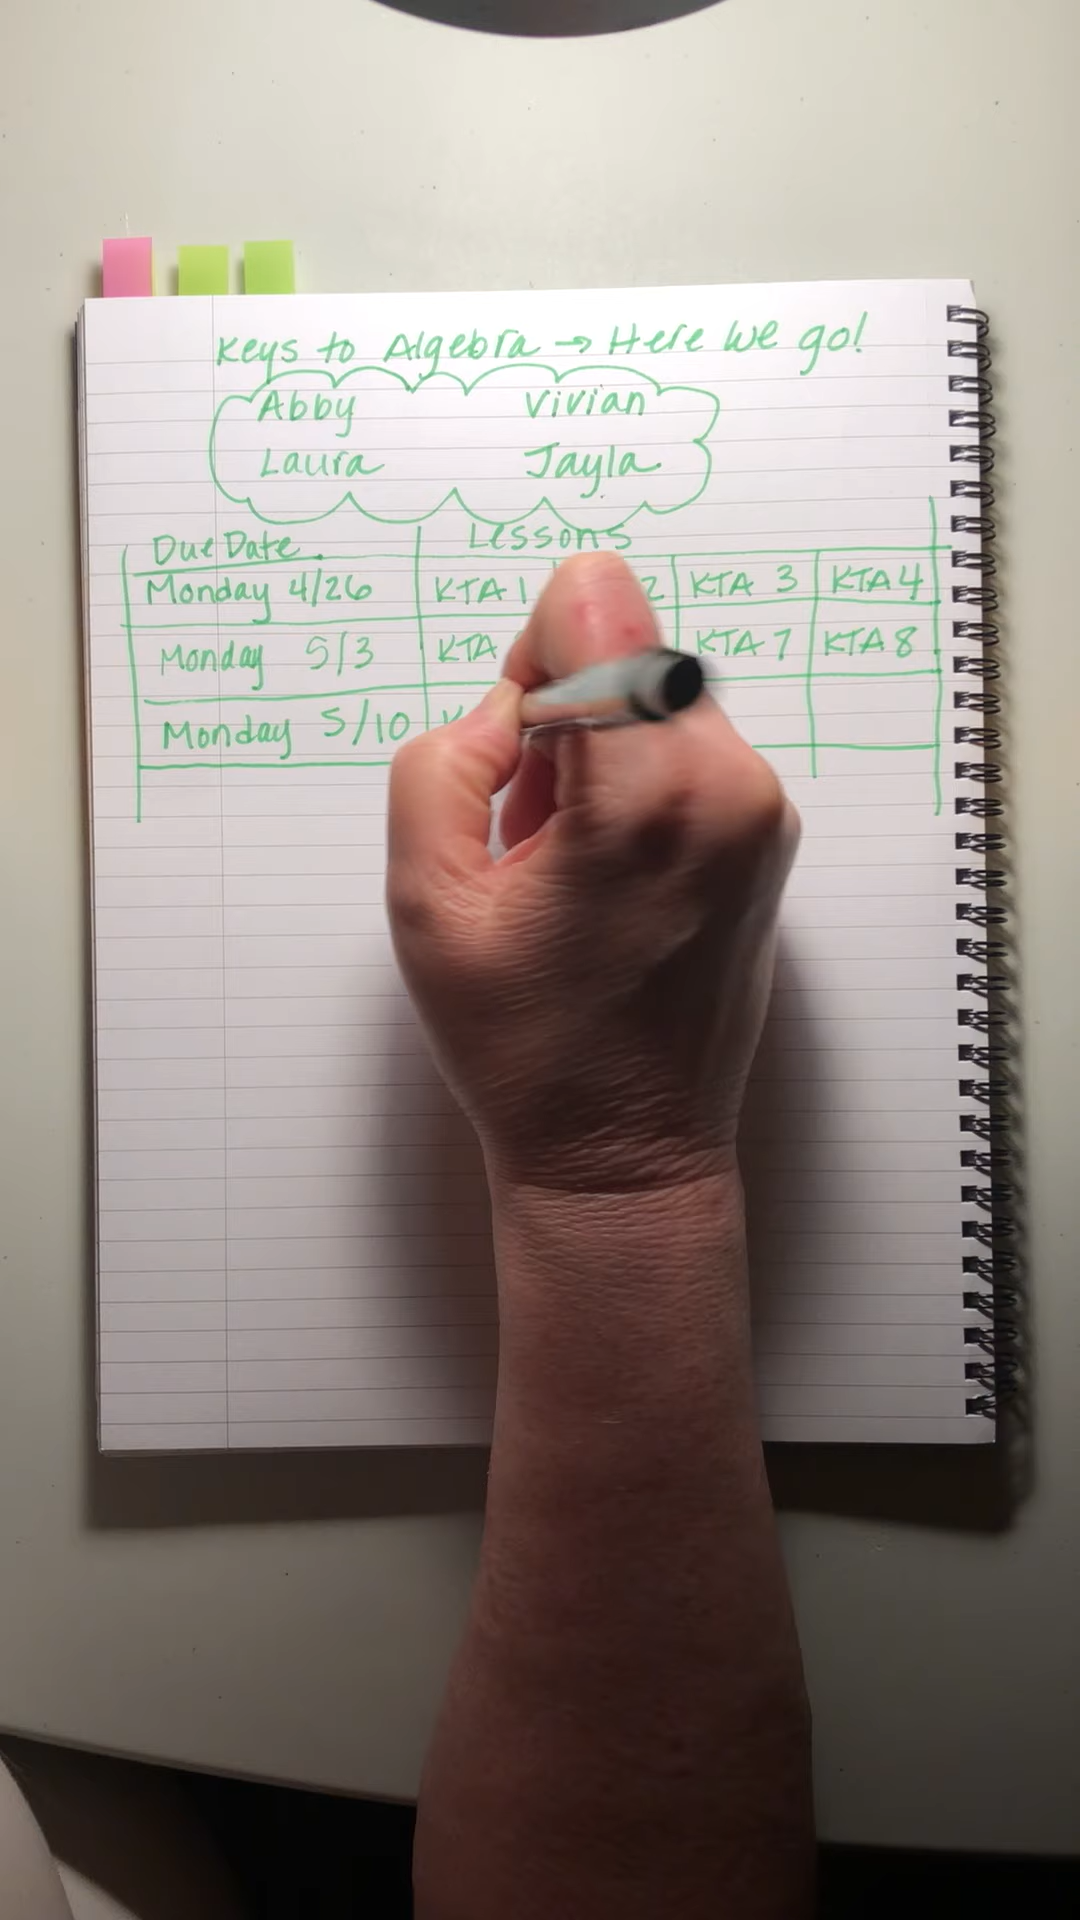 Keys to Algebra → Here we go!
Abby Vivian
Laura Jayla
Due Date Lessons
Monday 4/26 KTA 1 2 KTA 3 KTA 4
Monday 5/3 KTA KTA 7 KTA 8
Monday 5/10